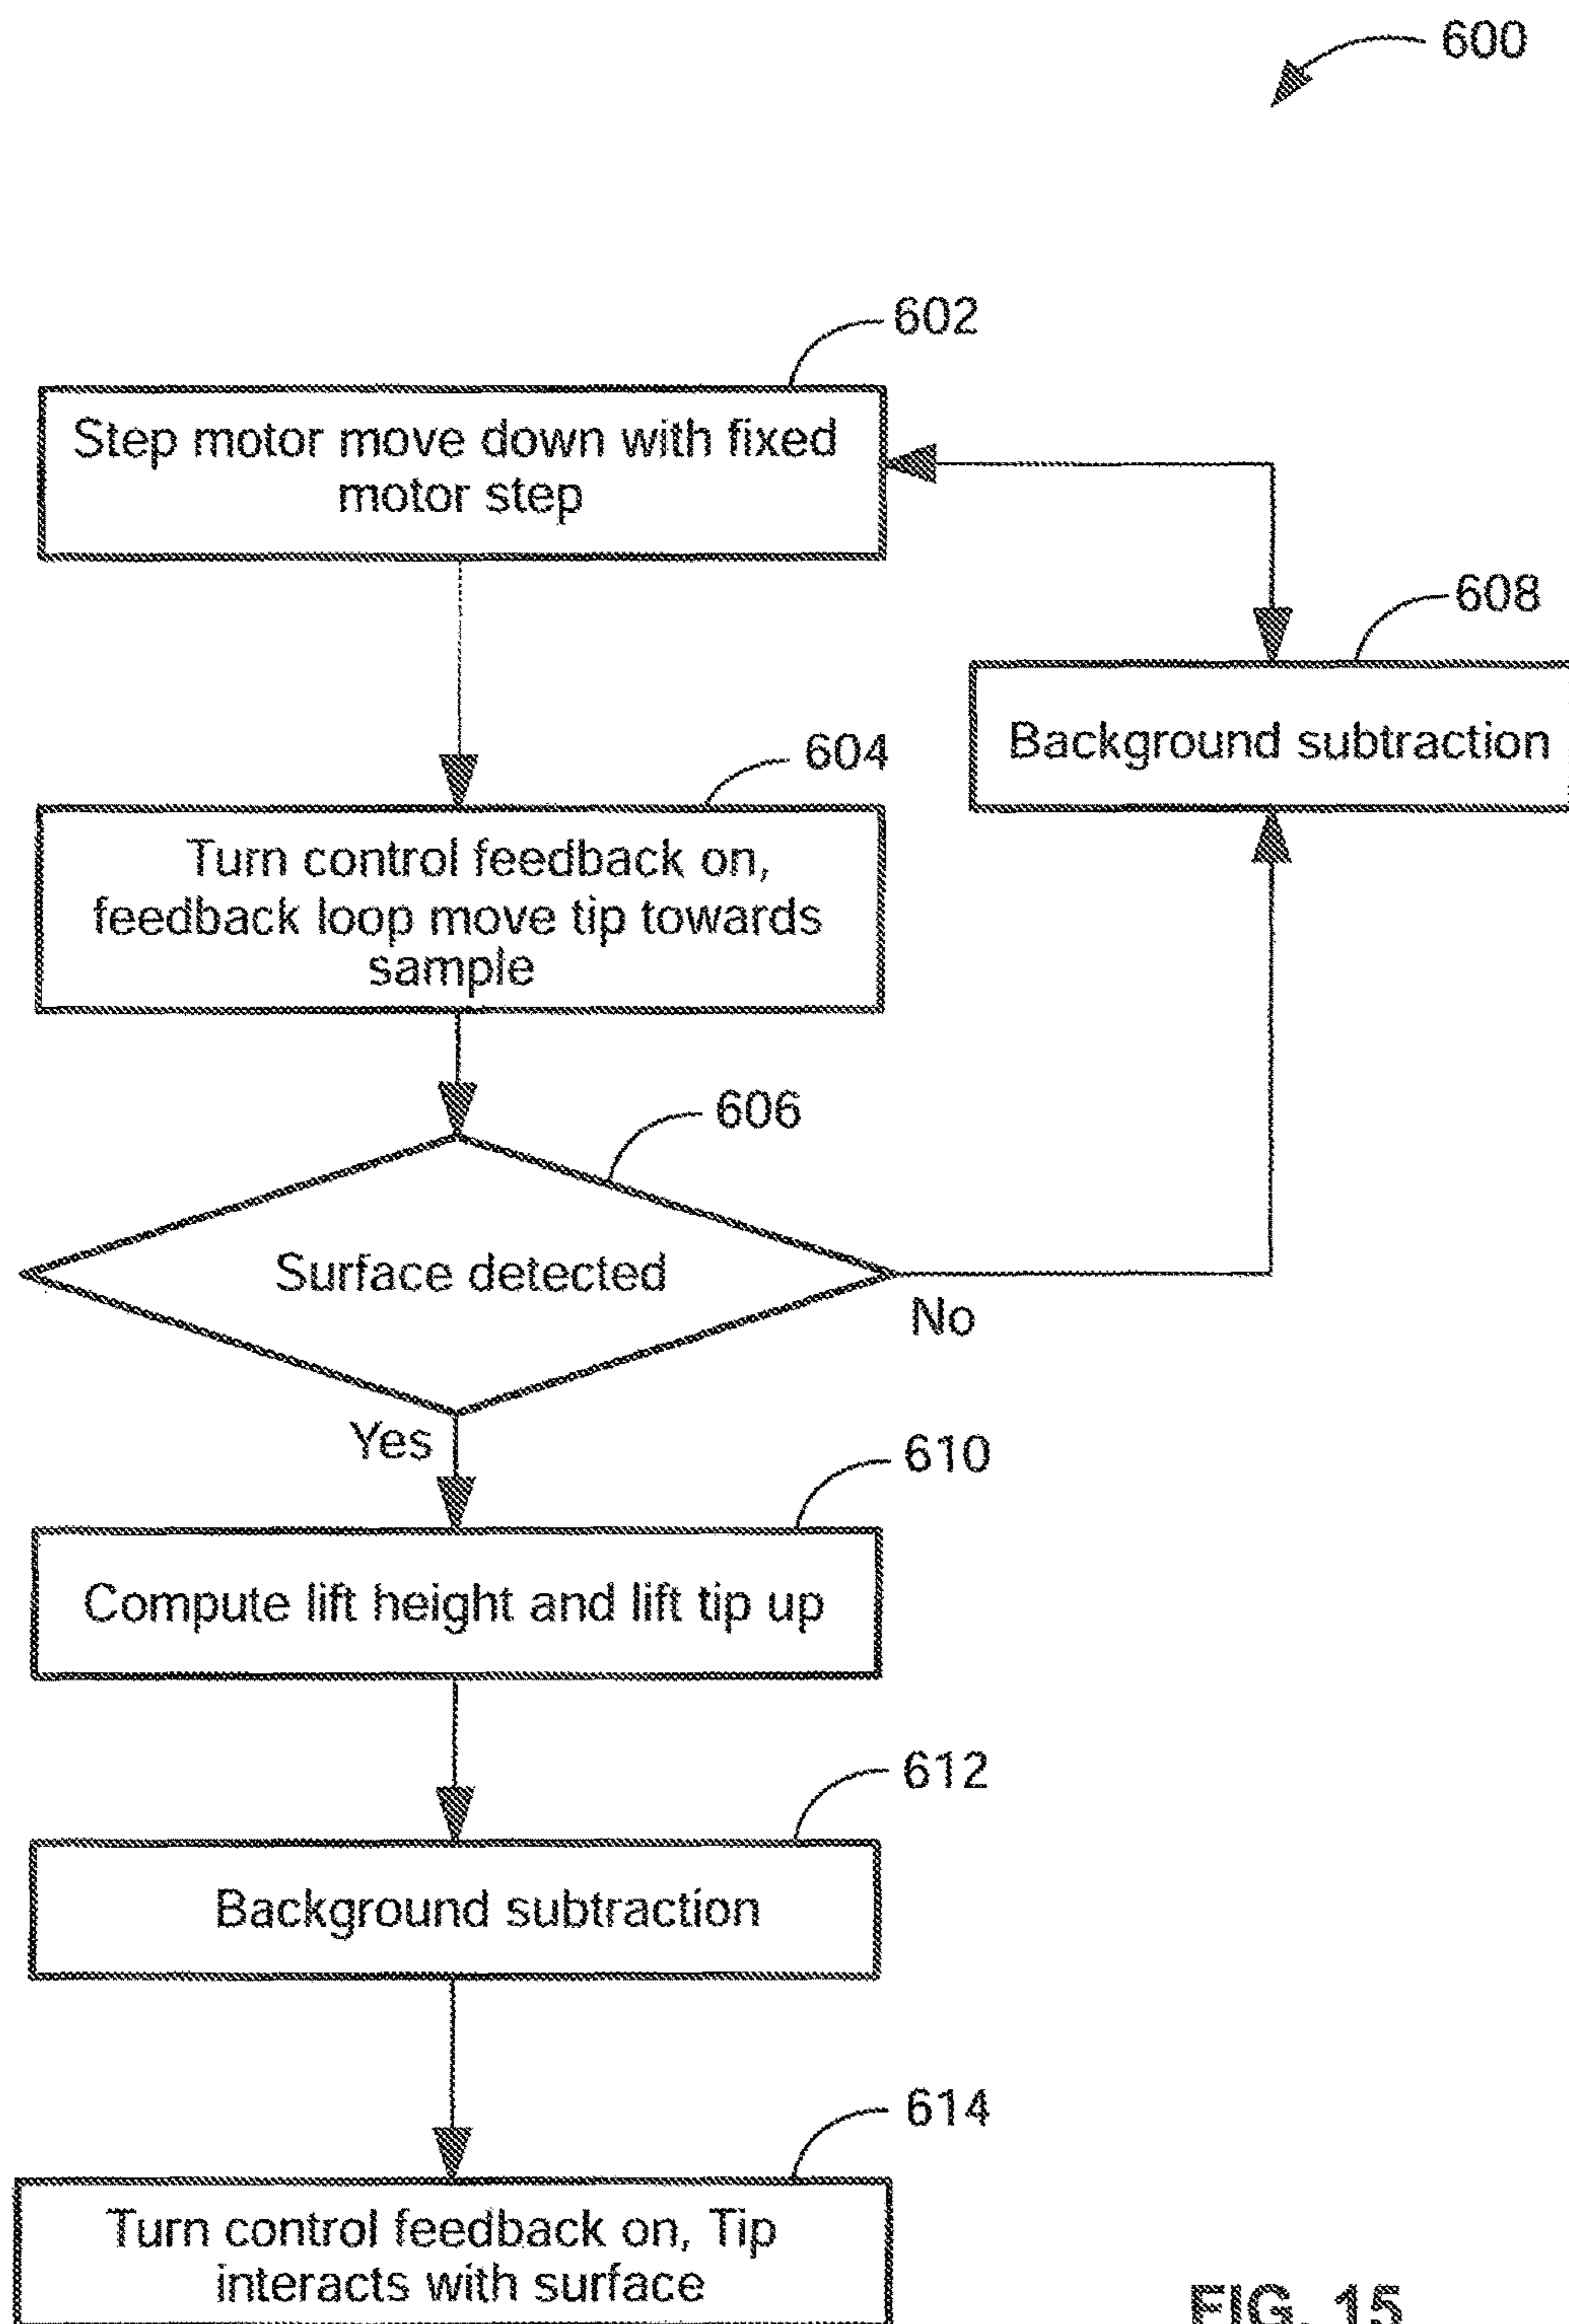 600
602
Step motor move down with fixed
motor step
608
Background subtraction
604
Turn control feedback on,
feedback loop move tip towards
sample
606
Surface detected
No
Yes
610
Compute lift height and lift tip up
612
Background subtraction
614
Turn control feedback on, Tip
interacts with surface
FIG. 15